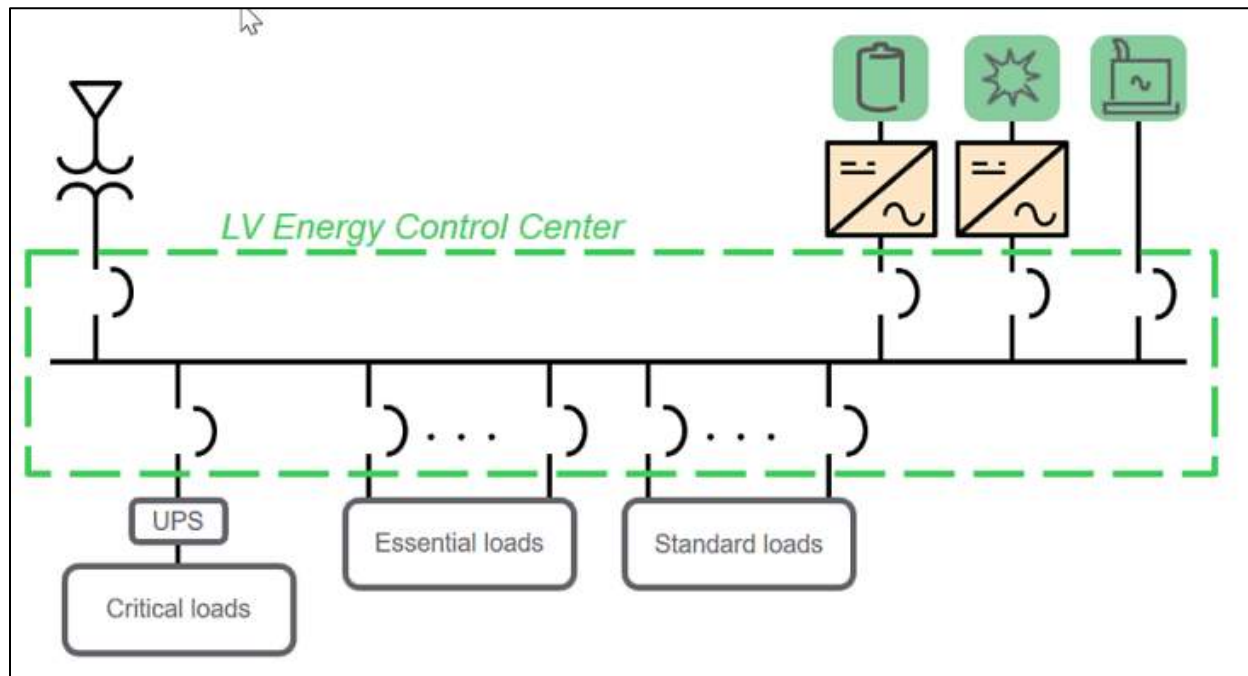 LV Energy Control Center
. . .
. . .
UPS
Essential loads
Standard loads
Critical loads